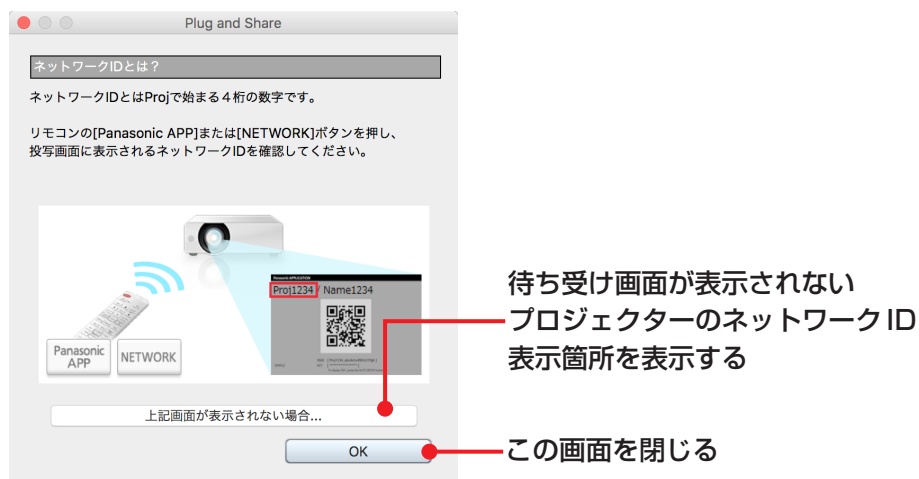 Plug and Share
ネットワークIDとは？
ネットワークIDとはProjで始まる４桁の数字です。
リモコンの[Panasonic APP]または[NETWORK]ボタンを押し、
投写画面に表示されるネットワークIDを確認してください。
Panasonic APPLICATION
Proj1234 / Name1234
Panasonic
APP
NETWORK
上記画面が表示されない場合...
OK
待ち受け画面が表示されない
プロジェクターのネットワークID
表示箇所を表示する
この画面を閉じる